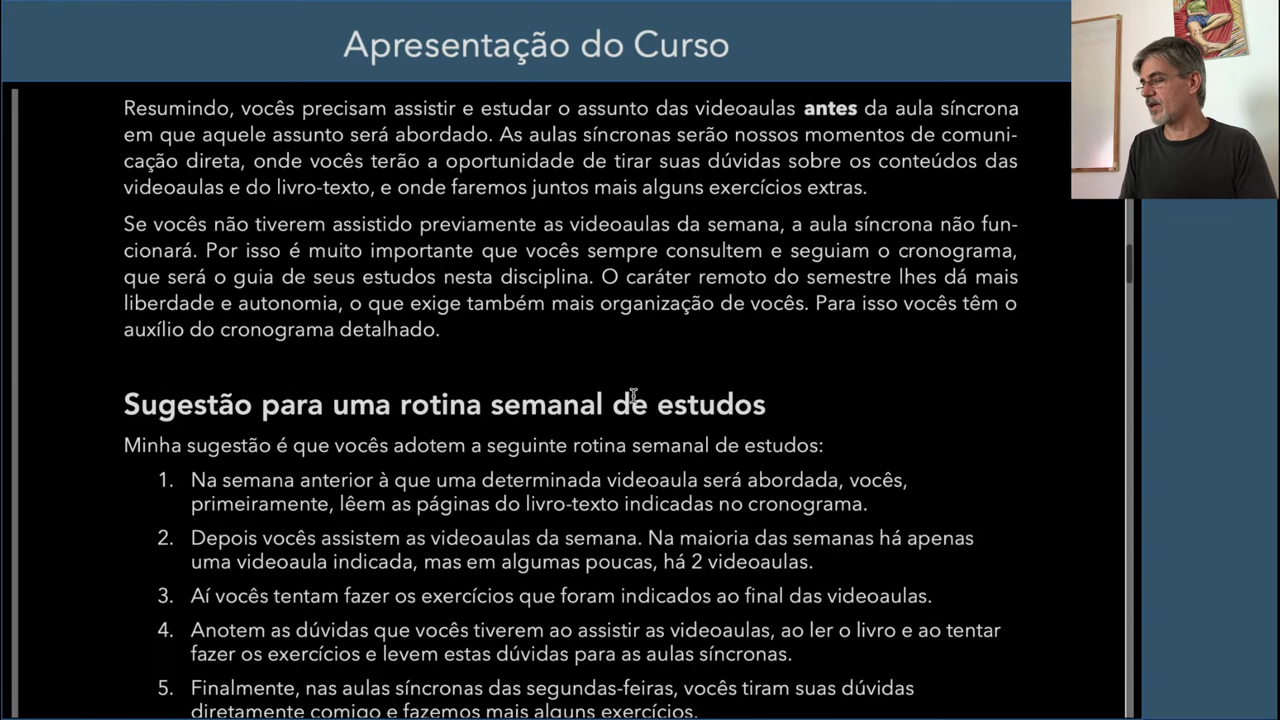 Apresentação do Curso
Resumindo, vocês precisam assistir e estudar o assunto das videoaulas antes da aula síncrona
em que aquele assunto será abordado. As aulas síncronas serão nossos momentos de comuni-
cação direta, onde vocês terão a oportunidade de tirar suas dúvidas sobre os conteúdos das
videoaulas e do livro-texto, e onde faremos juntos mais alguns exercícios extras.
Se vocês não tiverem assistido previamente as videoaulas da semana, a aula síncrona não fun-
cionará. Por isso é muito importante que vocês sempre consultem e seguiam o cronograma,
que será o guia de seus estudos nesta disciplina. O caráter remoto do semestre lhes dá mais
liberdade e autonomia, o que exige também mais organização de vocês. Para isso vocês têm o
auxílio do cronograma detalhado.
Sugestão para uma rotina semanal de estudos
Minha sugestão é que vocês adotem a seguinte rotina semanal de estudos:
1. Na semana anterior à que uma determinada videoaula será abordada, vocês,
primeiramente, lêem as páginas do livro-texto indicadas no cronograma.
2. Depois vocês assistem as videoaulas da semana. Na maioria das semanas há apenas
uma videoaula indicada, mas em algumas poucas, há 2 videoaulas.
3. Aí vocês tentam fazer os exercícios que foram indicados ao final das videoaulas.
4. Anotem as dúvidas que vocês tiverem ao assistir as videoaulas, ao ler o livro e ao tentar
fazer os exercícios e levem estas dúvidas para as aulas síncronas.
5. Finalmente, nas aulas síncronas das segundas-feiras, vocês tiram suas dúvidas
diretamente comigo e fazemos mais alguns exercícios.